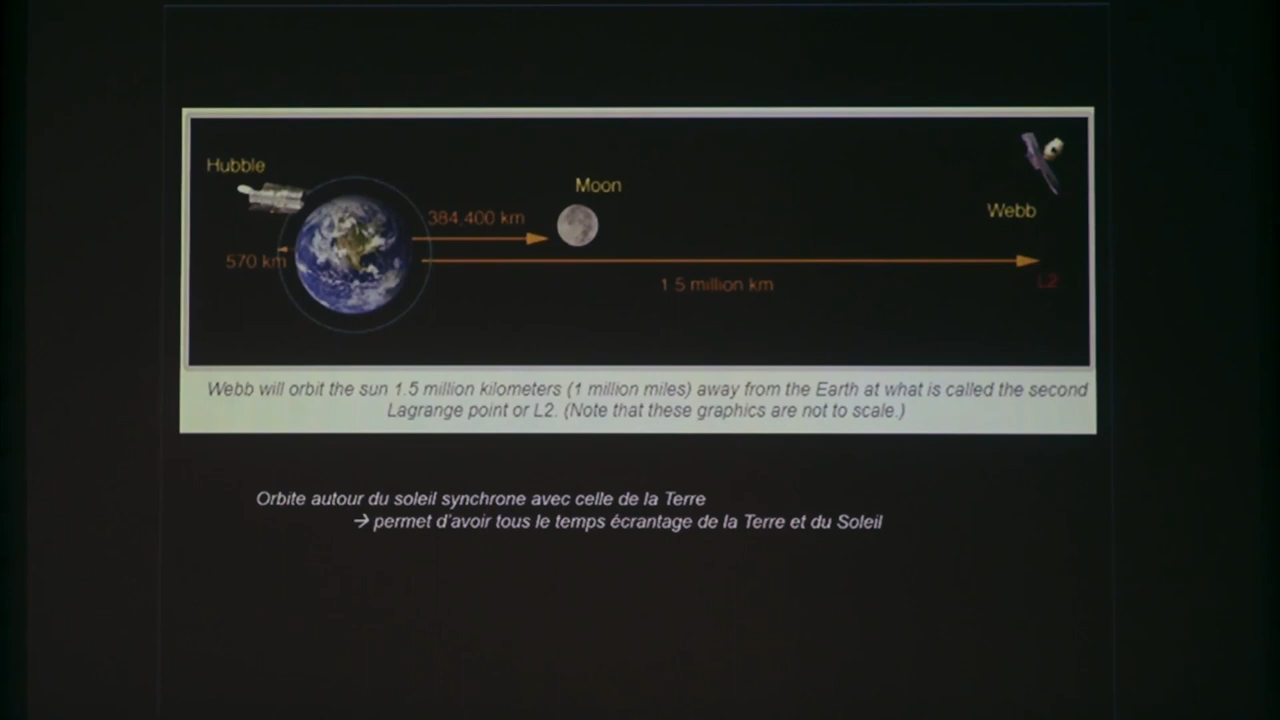 Hubble
Moon
Webb
384,400 km
570 km
1.5 million km
L2
Webb will orbit the sun 1.5 million kilometers (1 million miles) away from the Earth at what is called the second
Lagrange point or L2. (Note that these graphics are not to scale.)
Orbite autour du soleil synchrone avec celle de la Terre
→ permet d'avoir tous le temps écrantage de la Terre et du Soleil